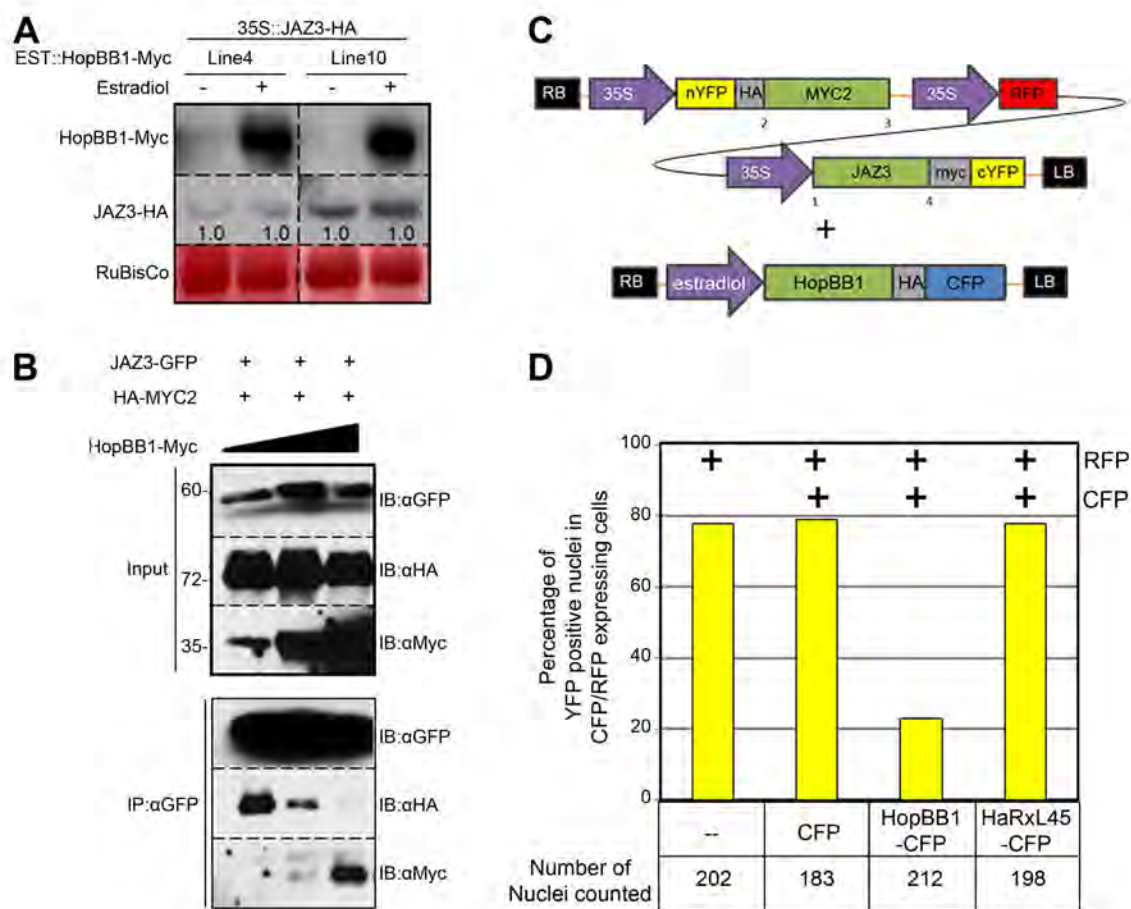 A
35S::JAZ3-HA
EST::HopBB1-Myc Line4 Line10
Estradiol - + - +
HopBB1-Myc
JAZ3-HA
1.0 1.0 1.0 1.0
RuBisCo
B
JAZ3-GFP + + +
HA-MYC2 + + +
HopBB1-Myc
Input
60- IB:αGFP
72- IB:αHA
35- IB:αMyc
IP:αGFP
IB:αGFP
IB:αHA
IB:αMyc
C
RB 35S nYFP HA MYC2 35S RFP
2 3
35S JAZ3 myc cYFP LB
1 4
+
RB estradiol HopBB1 HA CFP LB
D
Percentage of
YFP positive nuclei in
CFP/RFP expressing cells
100
80
60
40
20
0
+ + + + RFP
+ + + CFP
-- CFP HopBB1 -CFP HaRxL45 -CFP
Number of
Nuclei counted
202 183 212 198